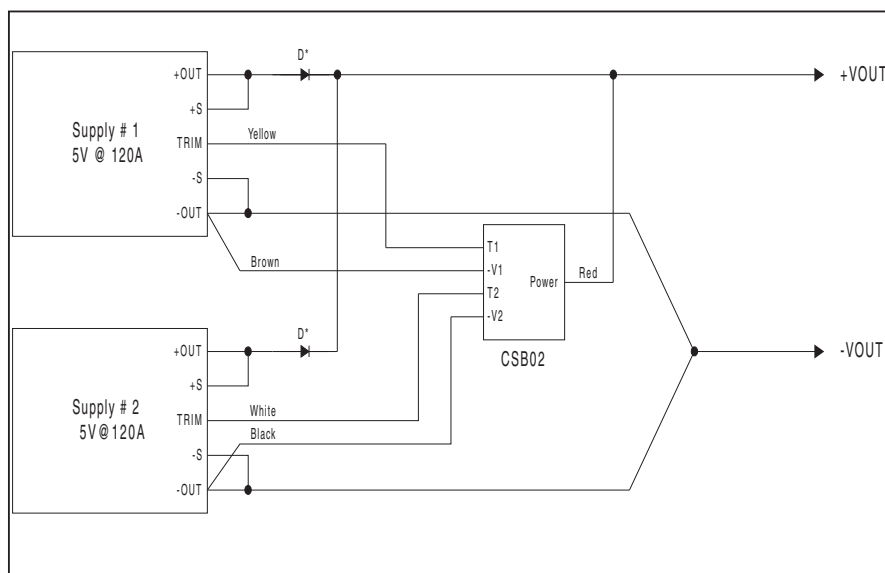 D*
+OUT
+VOUT
+S
Supply # 1
5V @ 120A
TRIM
Yellow
-S
-OUT
T1
Brown
-V1
Power
Red
T2
-V2
D*
+OUT
-VOUT
CSB02
+S
Supply # 2
5V@120A
TRIM
White
Black
-S
-OUT